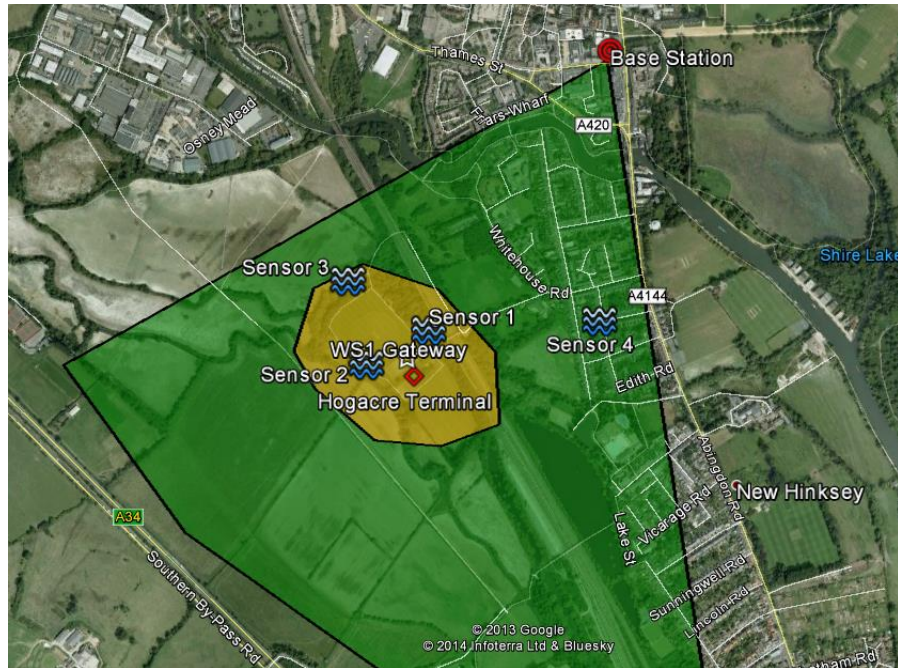 Base Station
Thames St
A420
Osney Mead
Whitehouse Rd
Shire Lake
Sensor 3
A4144
Sensor 1
WS1 Gateway
Sensor 4
Sensor 2
Edith Rd
Hogacre Terminal
Abingdon Rd
New Hinksey
Vicarage Rd
A34
Lake St
Southern-By-Pass-Rd
Sunningwell Rd
Lincoln Rd
© 2013 Google
© 2014 Infoterra Ltd & Bluesky